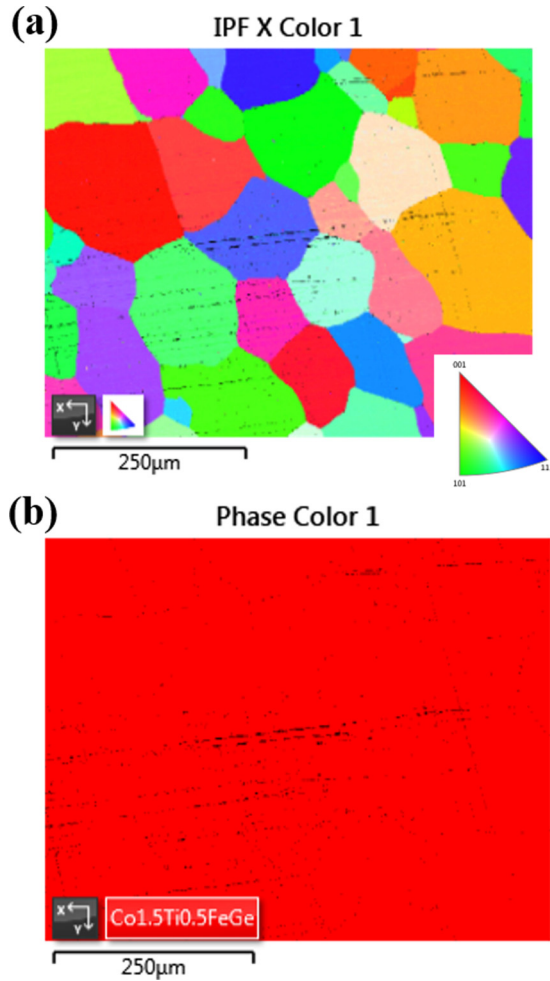 (a)
IPF X Color 1
001
X
Y
101
11
250μm
(b)
Phase Color 1
X
Y
Co1.5Ti0.5FeGe
250μm